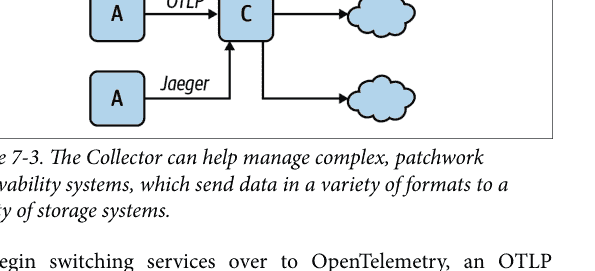 A
OTLP
C
A
Jaeger
e 7-3. The Collector can help manage complex, patchwork
vability systems, which send data in a variety of formats to a
ty of storage systems.
egin switching services over to OpenTelemetry, an OTLP